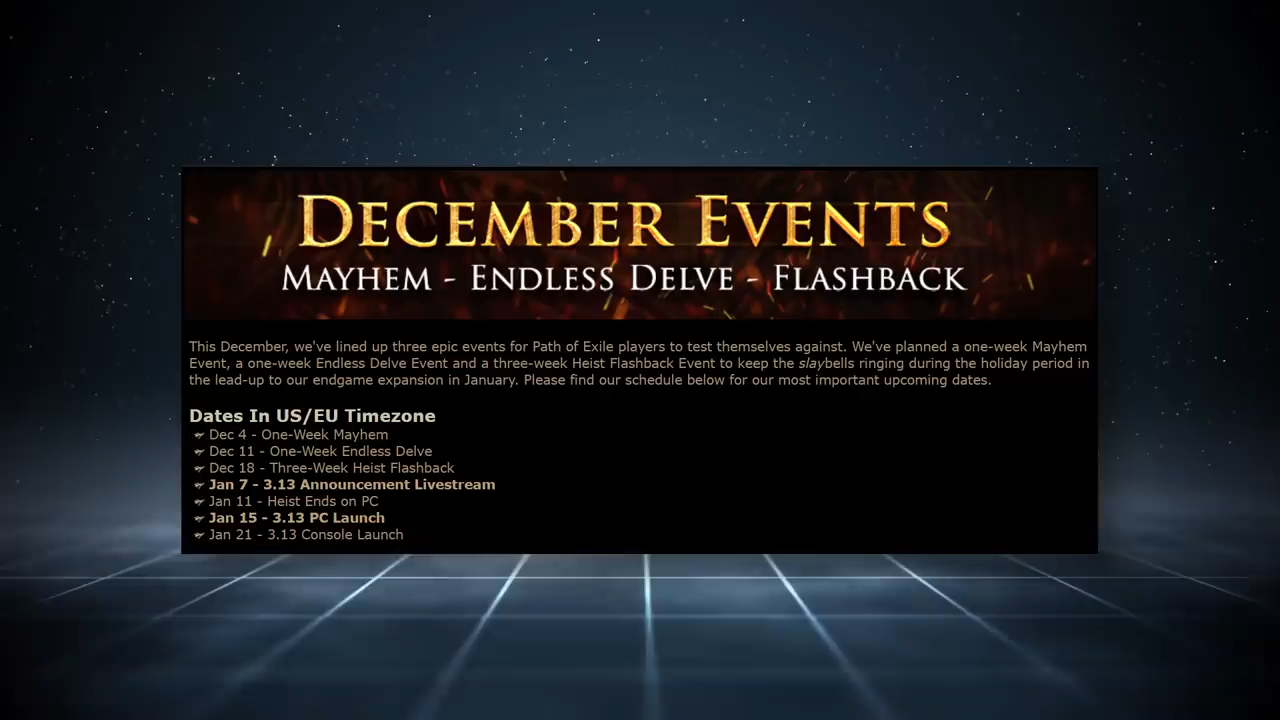 DECEMBER EVENTS
MAYHEM - ENDLESS DELVE - FLASHBACK
This December, we've lined up three epic events for Path of Exile players to test themselves against. We've planned a one-week Mayhem
Event, a one-week Endless Delve Event and a three-week Heist Flashback Event to keep the slaybells ringing during the holiday period in
the lead-up to our endgame expansion in January. Please find our schedule below for our most important upcoming dates.
Dates In US/EU Timezone
Dec 4 - One-Week Mayhem
Dec 11 - One-Week Endless Delve
Dec 18 - Three-Week Heist Flashback
Jan 7 - 3.13 Announcement Livestream
Jan 11 - Heist Ends on PC
Jan 15 - 3.13 PC Launch
Jan 21 - 3.13 Console Launch